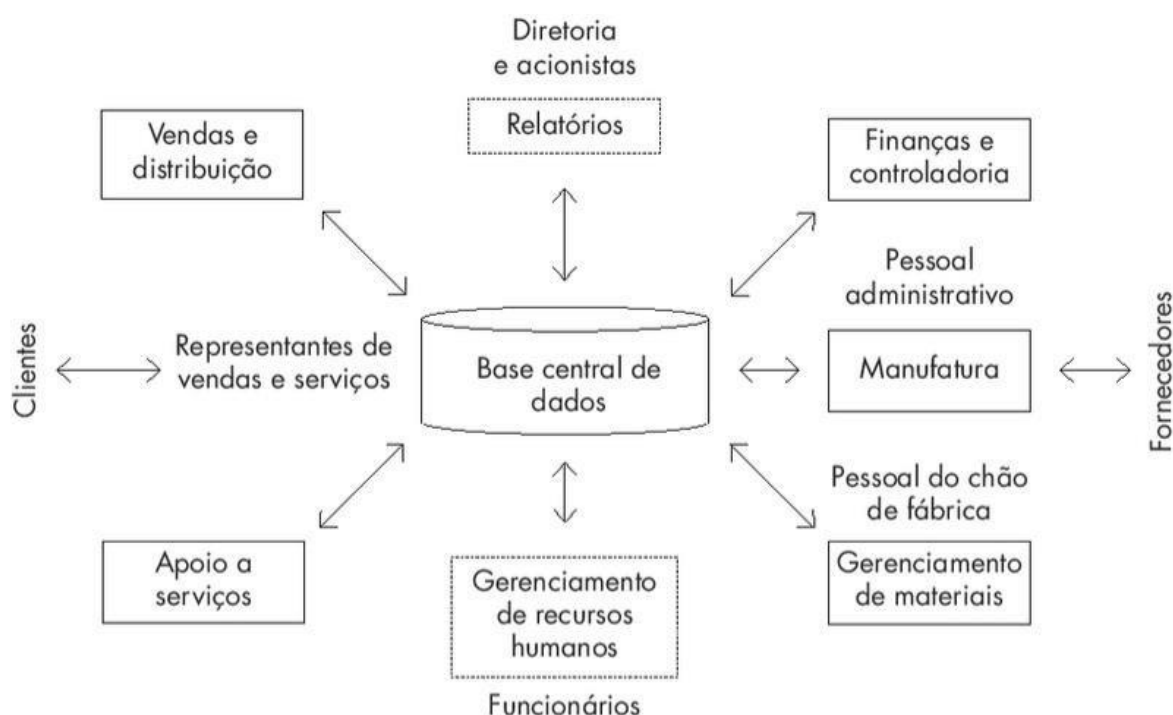 Diretoria
e acionistas
Relatórios
Vendas e
distribuição
Finanças e
controladoria
Pessoal
administrativo
Clientes
Representantes de
vendas e serviços
Base central de
dados
Manufatura
Fornecedores
Pessoal do chão
de fábrica
Apoio a
serviços
Gerenciamento
de recursos
humanos
Gerenciamento
de materiais
Funcionários